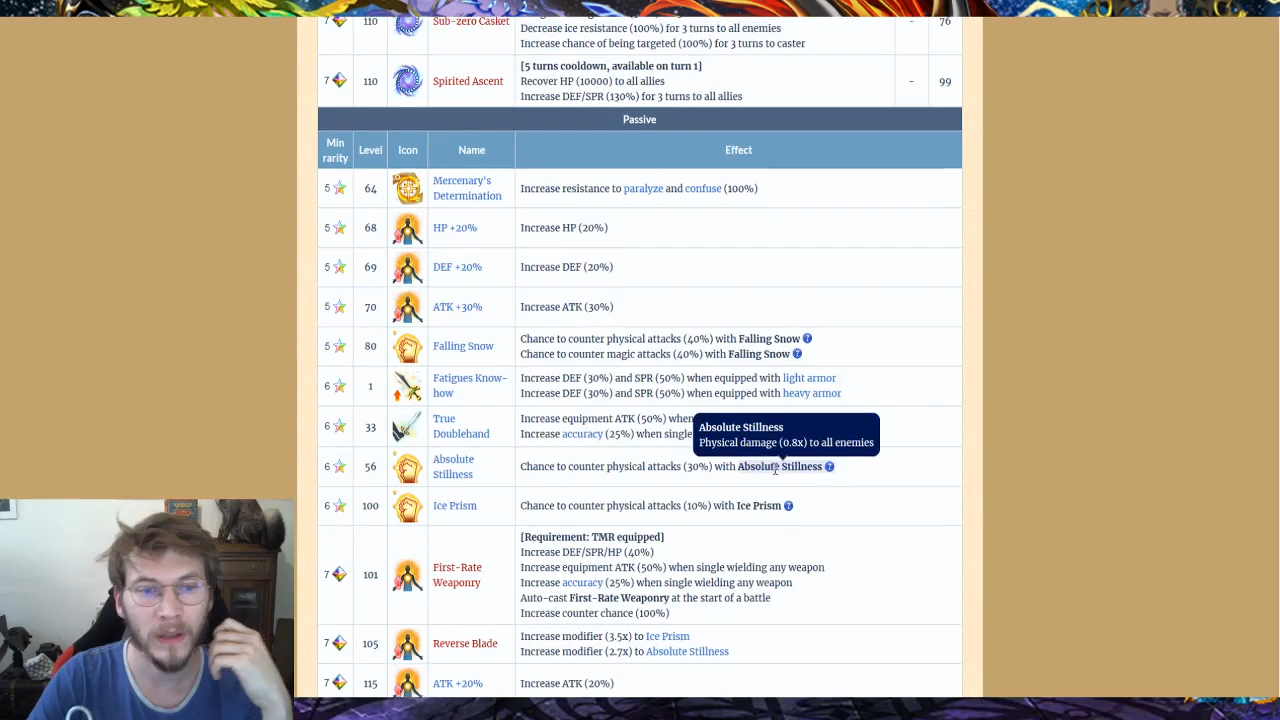 7 110 Sub-zero Casket - 76
Decrease ice resistance (100%) for 3 turns to all enemies
Increase chance of being targeted (100%) for 3 turns to caster
7 110 Spirited Ascent [5 turns cooldown, available on turn 1] - 99
Recover HP (10000) to all allies
Increase DEF/SPR (130%) for 3 turns to all allies
Passive
Min rarity Level Icon Name Effect
5 64 Mercenary's Determination Increase resistance to paralyze and confuse (100%)
5 68 HP +20% Increase HP (20%)
5 69 DEF +20% Increase DEF (20%)
5 70 ATK +30% Increase ATK (30%)
5 80 Falling Snow Chance to counter physical attacks (40%) with Falling Snow ?
Chance to counter magic attacks (40%) with Falling Snow ?
6 1 Fatigues Know-how Increase DEF (30%) and SPR (50%) when equipped with light armor
Increase DEF (30%) and SPR (50%) when equipped with heavy armor
6 33 True Doublehand Increase equipment ATK (50%) when
Increase accuracy (25%) when single
Absolute Stillness
Physical damage (0.8x) to all enemies
6 56 Absolute Stillness Chance to counter physical attacks (30%) with Absolute Stillness ?
6 100 Ice Prism Chance to counter physical attacks (10%) with Ice Prism ?
7 101 First-Rate Weaponry [Requirement: TMR equipped]
Increase DEF/SPR/HP (40%)
Increase equipment ATK (50%) when single wielding any weapon
Increase accuracy (25%) when single wielding any weapon
Auto-cast First-Rate Weaponry at the start of a battle
Increase counter chance (100%)
7 105 Reverse Blade Increase modifier (3.5x) to Ice Prism
Increase modifier (2.7x) to Absolute Stillness
7 115 ATK +20% Increase ATK (20%)